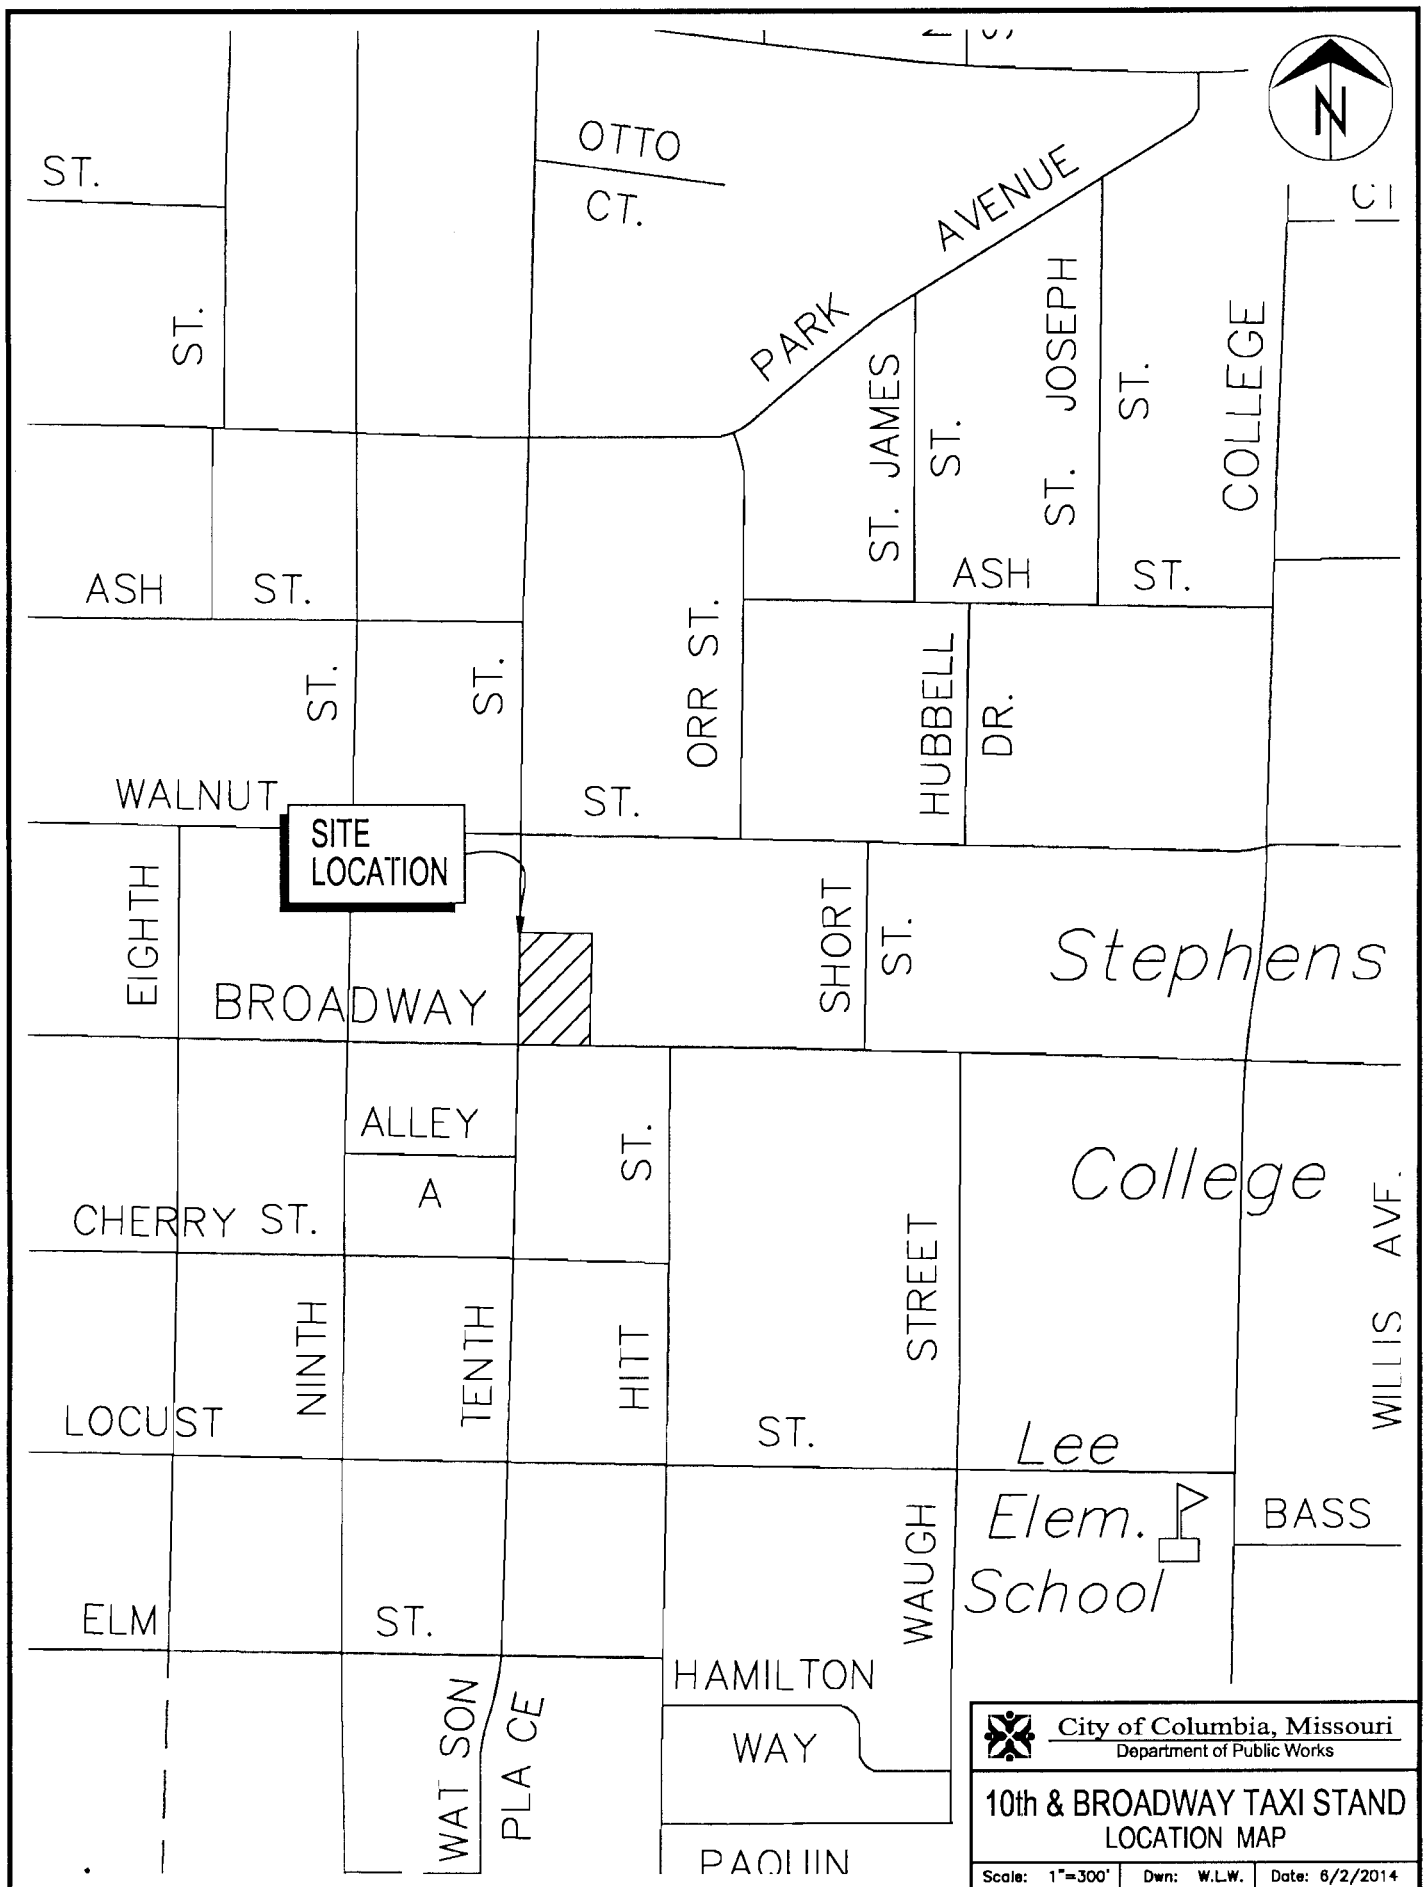 N
OTTO
CT.
ST.
PARK AVENUE
ST.
ST. JAMES
ST.
ST. JOSEPH
ST.
COLLEGE
ASH ST.
ASH ST.
ST.
ST.
ORR ST.
HUBBELL
DR.
WALNUT
ST.
SITE
LOCATION
EIGHTH
SHORT
ST.
Stephens
BROADWAY
ALLEY
A
ST.
College
CHERRY ST.
NINTH
TENTH
HITT
STREET
WILLIS AVE.
LOCUST
ST.
Lee
Elem.
School
WAUGH
BASS
ELM
ST.
HAMILTON
WAY
WAT SON
PLA CE
PAQUIN
City of Columbia, Missouri
Department of Public Works
10th & BROADWAY TAXI STAND
LOCATION MAP
Scale: 1"=300' Dwn: W.L.W. Date: 6/2/2014